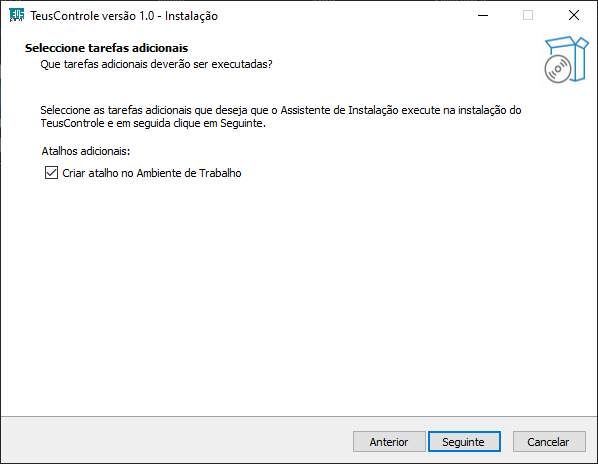 TeusControle versão 1.0 - Instalação
Seleccione tarefas adicionais
Que tarefas adicionais deverão ser executadas?
Seleccione as tarefas adicionais que deseja que o Assistente de Instalação execute na instalação do
TeusControle e em seguida clique em Seguinte.
Atalhos adicionais:
Criar atalho no Ambiente de Trabalho
Anterior
Seguinte
Cancelar